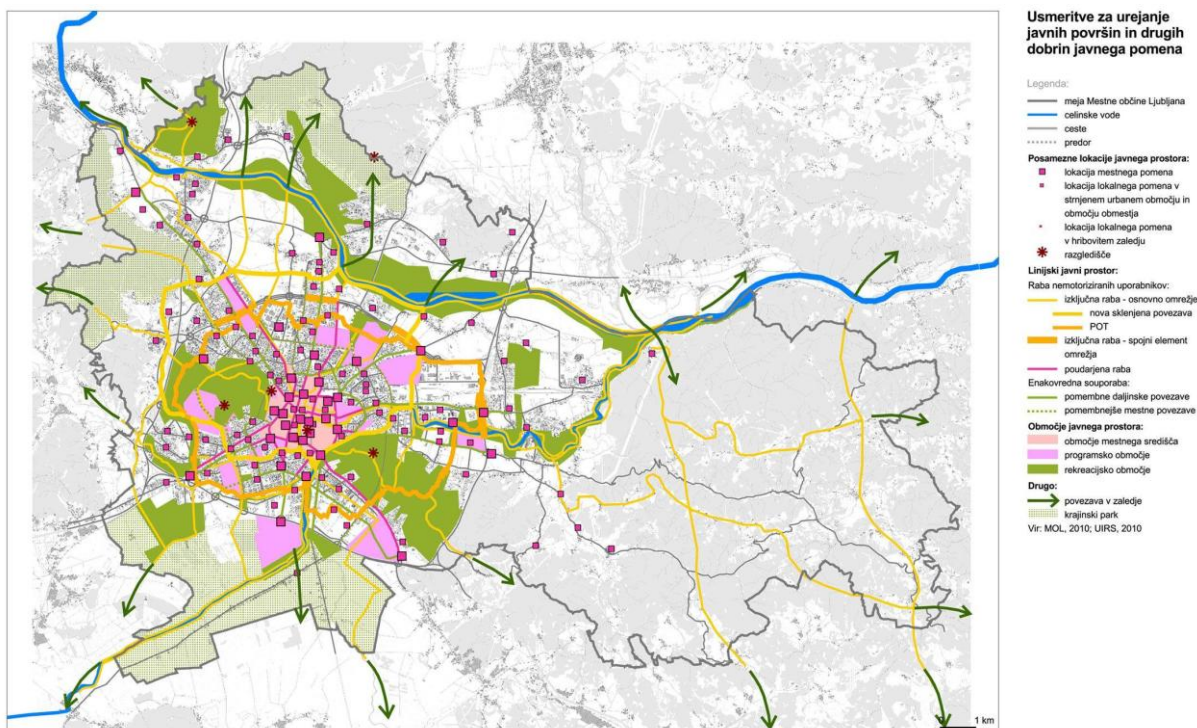 Usmeritve za urejanje
javnih površin in drugih
dobrin javnega pomena
Legenda:
meja Mestne občine Ljubljana
celinske vode
ceste
predor
Posamezne lokacije javnega prostora:
lokacija mestnega pomena
lokacija lokalnega pomena v
strnjenem urbanem območju in
območju obmestja
lokacija lokalnega pomena
v hribovitem zaledju
razgledišče
Linijski javni prostor:
Raba nemotoriziranih uporabnikov:
izključna raba - osnovno omrežje
nova sklenjena povezava
POT
izključna raba - spojni element
omrežja
poudarjena raba
Enakovredna souporaba:
pomembne daljinske povezave
pomembnejše mestne povezave
Območje javnega prostora:
območje mestnega središča
programsko območje
rekreacijsko območje
Drugo:
povezava v zaledje
krajinski park
Vir: MOL, 2010; UIRS, 2010
1 km